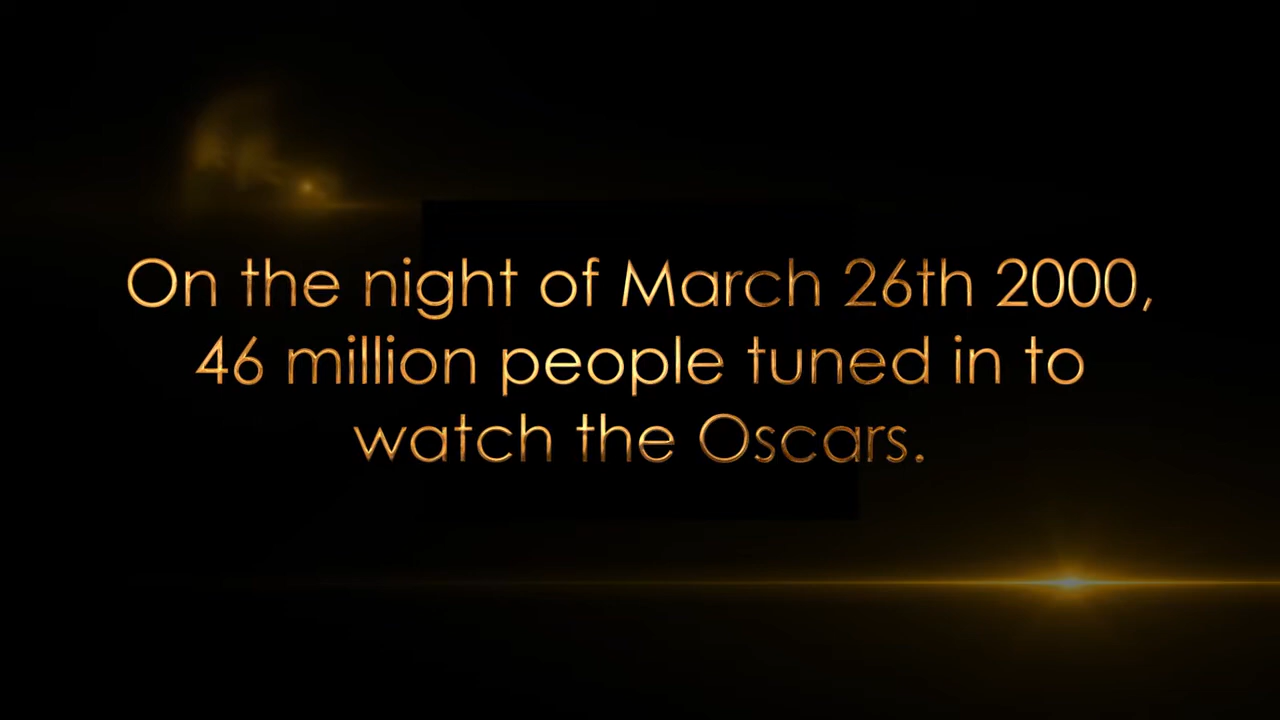 On the night of March 26th 2000,
46 million people tuned in to
watch the Oscars.